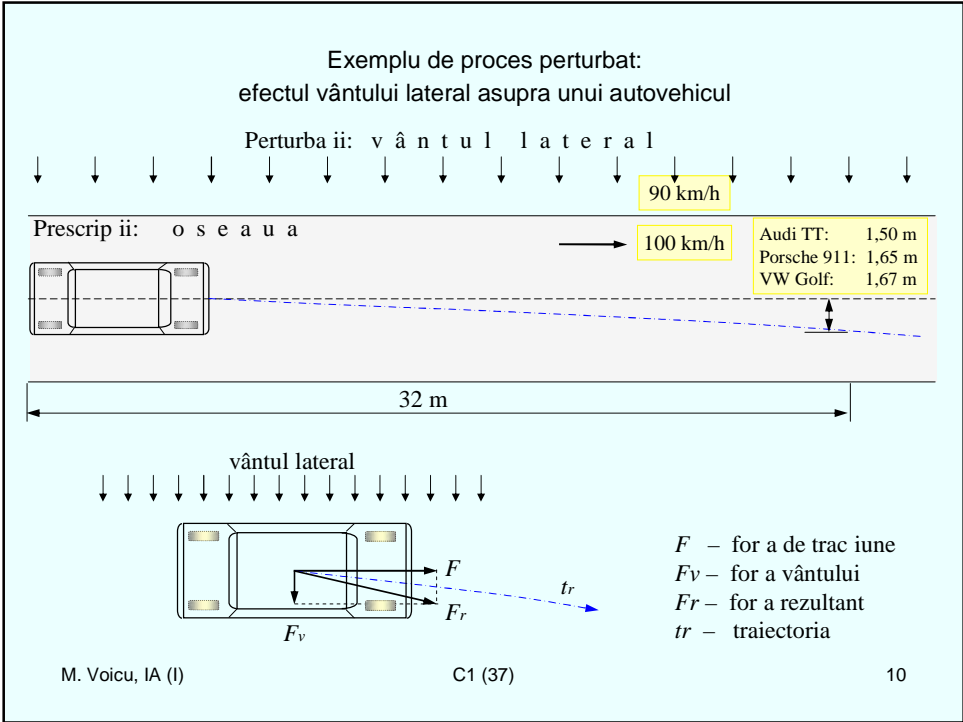 Exemplu de proces perturbat:
efectul vântului lateral asupra unui autovehicul
Perturba ii: v â n t u l l a t e r a l
90 km/h
Prescrip ii: o s e a u a
100 km/h
Audi TT: 1,50 m
Porsche 911: 1,65 m
VW Golf: 1,67 m
32 m
vântul lateral
F
tr
Fr
Fv
F – for a de trac iune
Fv – for a vântului
Fr – for a rezultant
tr – traiectoria
M. Voicu, IA (I) C1 (37) 10